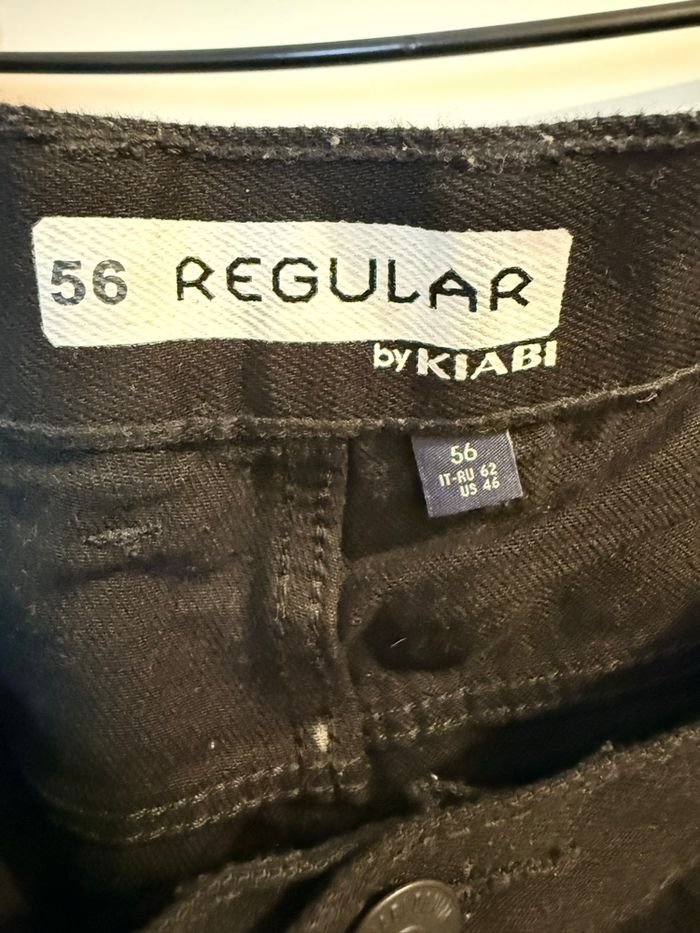 56 REGULAR
by KIABI
56
IT-RU 62
US 46